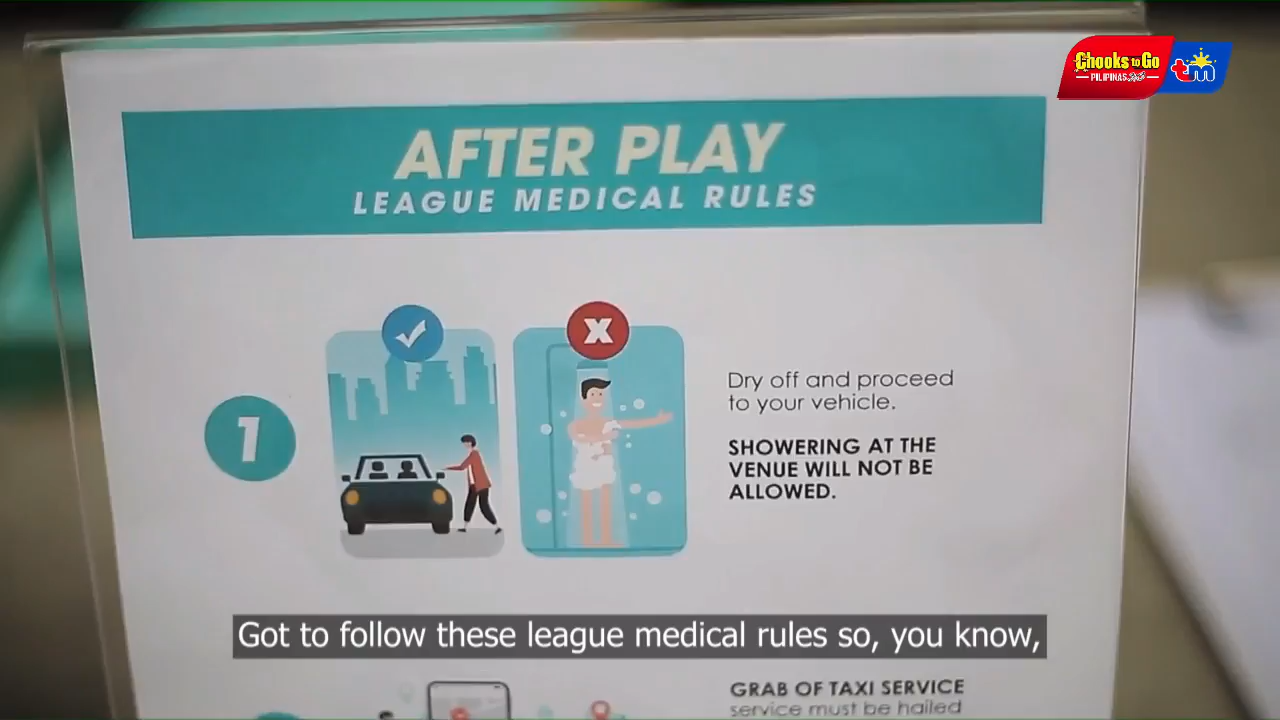 Chooks to Go
PILIPINAS
tm
AFTER PLAY
LEAGUE MEDICAL RULES
1
Dry off and proceed
to your vehicle.
SHOWERING AT THE
VENUE WILL NOT BE
ALLOWED.
Got to follow these league medical rules so, you know,
GRAB OF TAXI SERVICE
service must be hailed